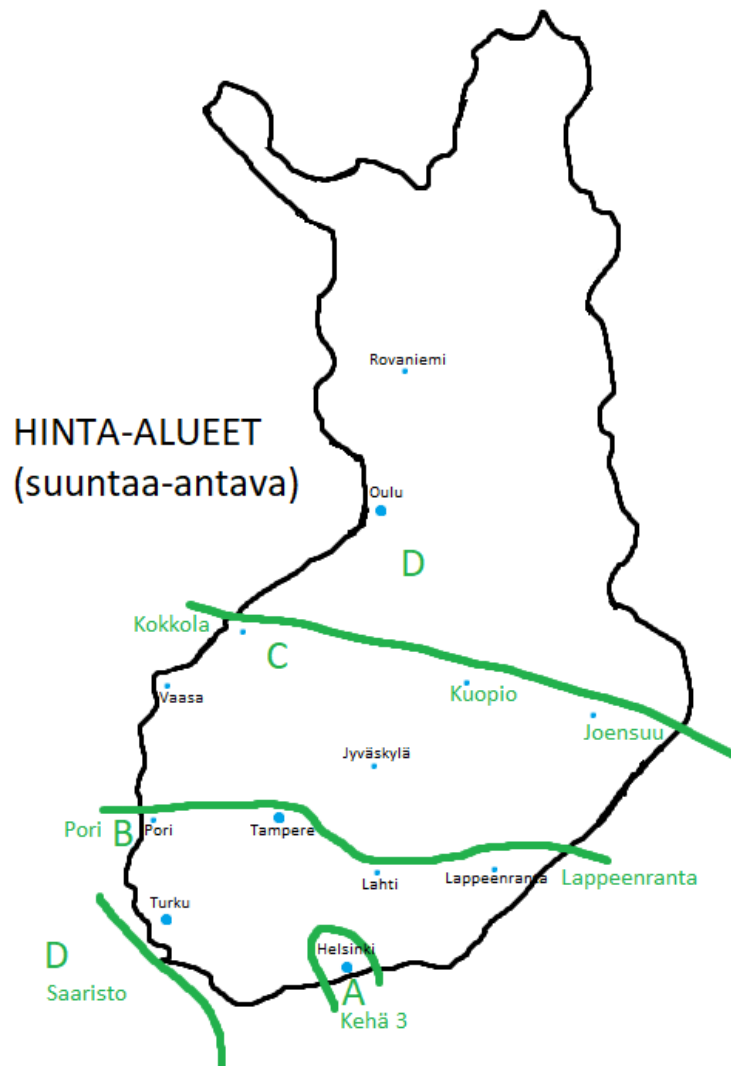 Rovaniemi
HINTA-ALUEET
(suuntaa-antava)
Oulu
D
Kokkola
C
Vaasa
Kuopio
Joensuu
Jyväskylä
Pori
B
Pori
Tampere
Lahti
Lappeenranta
Lappeenranta
Turku
D
Saaristo
Helsinki
A
Kehä 3